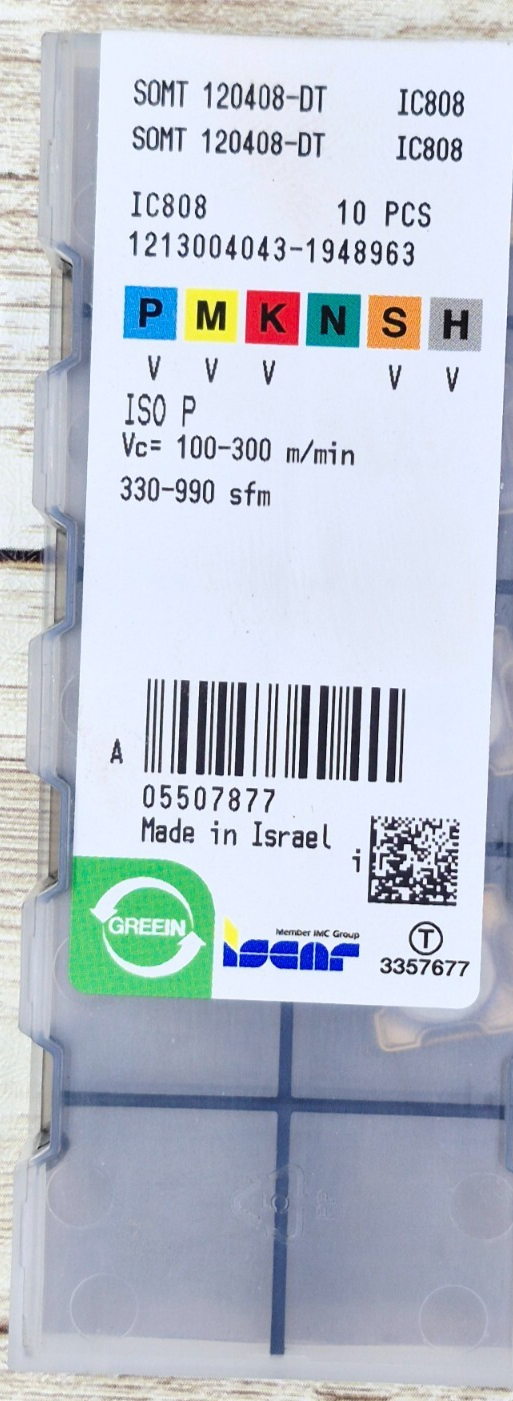 SOMT 120408-DT IC808
SOMT 120408-DT IC808
IC808 10 PCS
1213004043-1948963
P M K N S H
V V V V V
ISO P
Vc= 100-300 m/min
330-990 sfm
A
05507877
Made in Israel
i
GREEIN
Member IMC Group
iscar
T
3357677